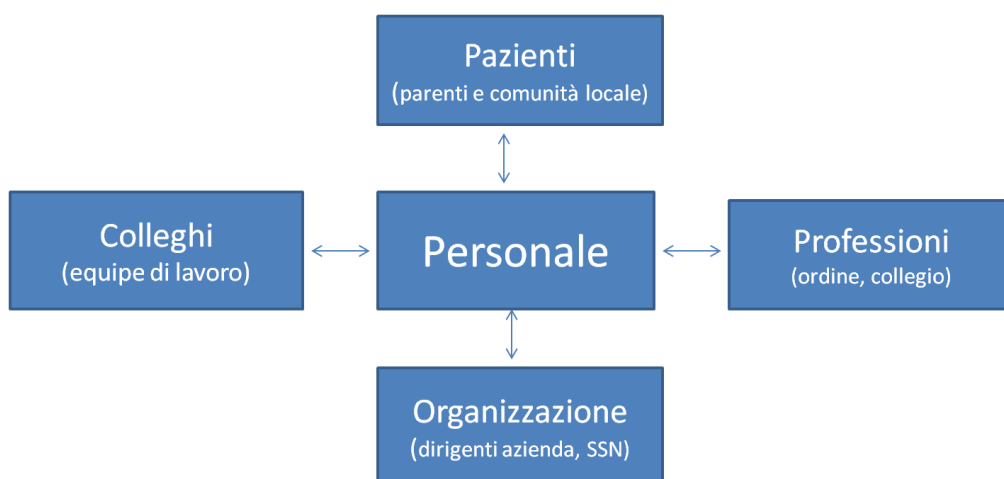 Pazienti
(parenti e comunità locale)
Colleghi
(equipe di lavoro)
Personale
Professioni
(ordine, collegio)
Organizzazione
(dirigenti azienda, SSN)